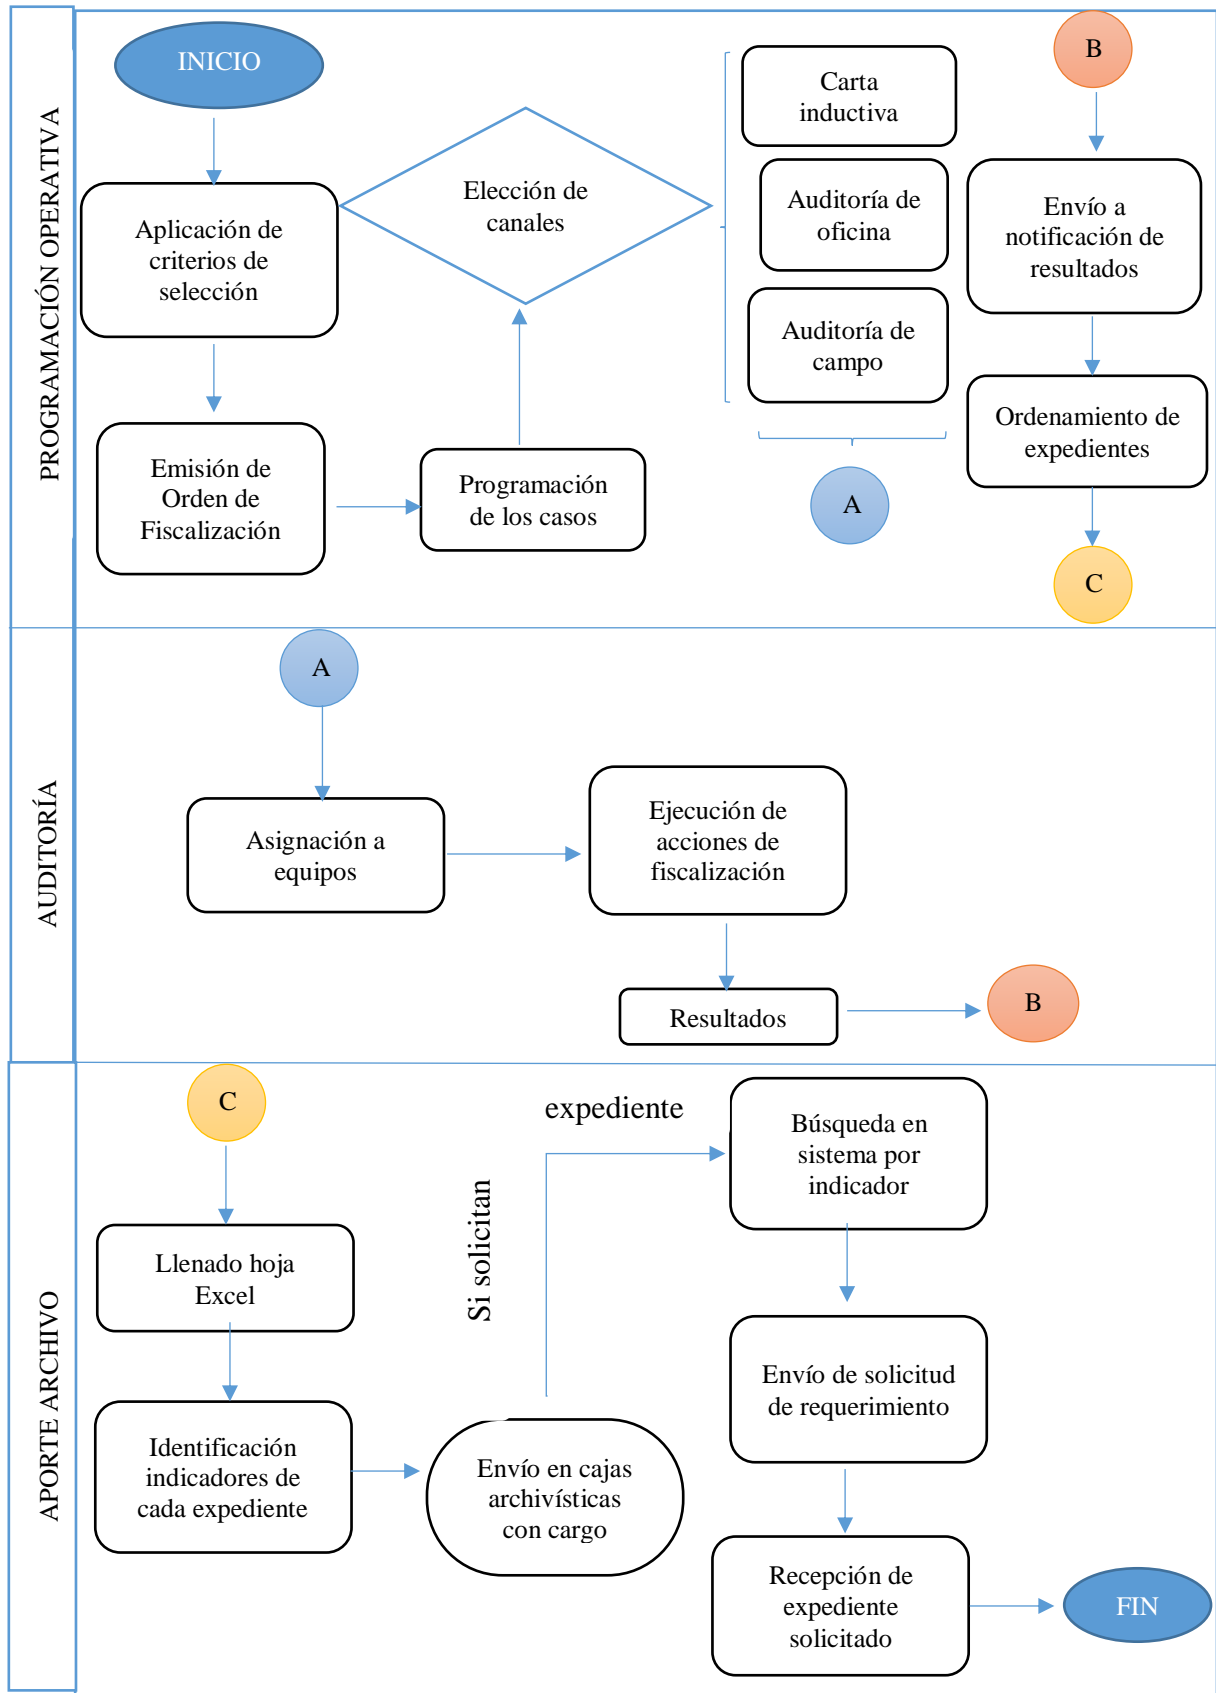 PROGRAMACIÓN OPERATIVA
INICIO
Aplicación de
criterios de
selección
Emisión de
Orden de
Fiscalización
Programación
de los casos
Elección de
canales
Carta
inductiva
Auditoría de
oficina
Auditoría de
campo
A
B
Envío a
notificación de
resultados
Ordenamiento de
expedientes
C
AUDITORÍA
A
Asignación a
equipos
Ejecución de
acciones de
fiscalización
Resultados
B
APORTE ARCHIVO
C
Llenado hoja
Excel
Identificación
indicadores de
cada expediente
Envío en cajas
archivísticas
con cargo
Si solicitan
expediente
Búsqueda en
sistema por
indicador
Envío de solicitud
de requerimiento
Recepción de
expediente
solicitado
FIN